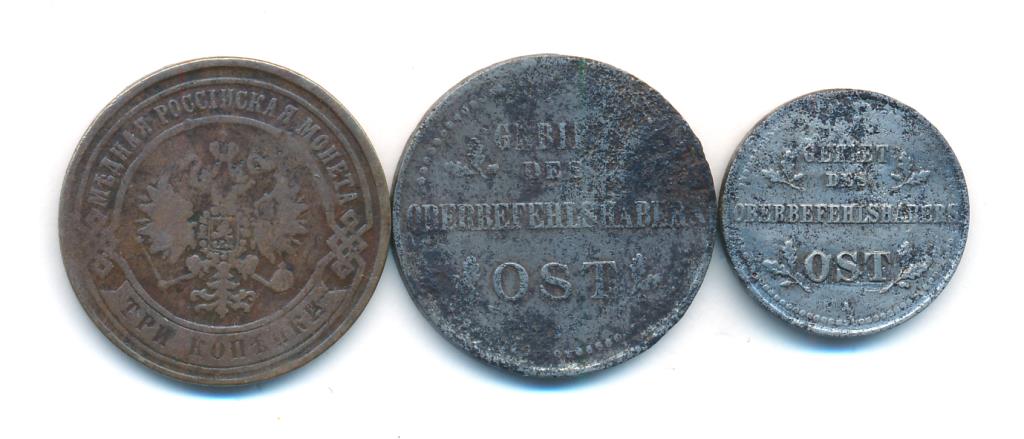 МѢДНАЯ РОССІЙСКАЯ МОНЕТА
ТРИ КОПѢЙКИ
GEBIET
DES
OBERBEFEHLSHABERS
OST
GEBIET
DES
OBERBEFEHLSHABERS
OST
A